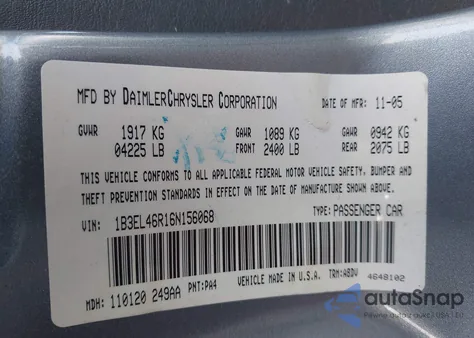 MFD BY DAIMLERCHRYSLER CORPORATION DATE OF MFR: 11-05
GVWR 1917 KG GAWR 1089 KG GAWR 0942 KG
04225 LB FRONT 2400 LB REAR 2075 LB
THIS VEHICLE CONFORMS TO ALL APPLICABLE FEDERAL MOTOR VEHICLE SAFETY, BUMPER AND
THEFT PREVENTION STANDARDS IN EFFECT ON THE DATE OF MANUFACTURE SHOWN ABOVE.
VIN: 1B3EL46R16N156068 TYPE: PASSENGER CAR
VEHICLE MADE IN U.S.A. TRM:ABDV 4648102
MDH: 110120 249AA PNT:PA4
autoSnap